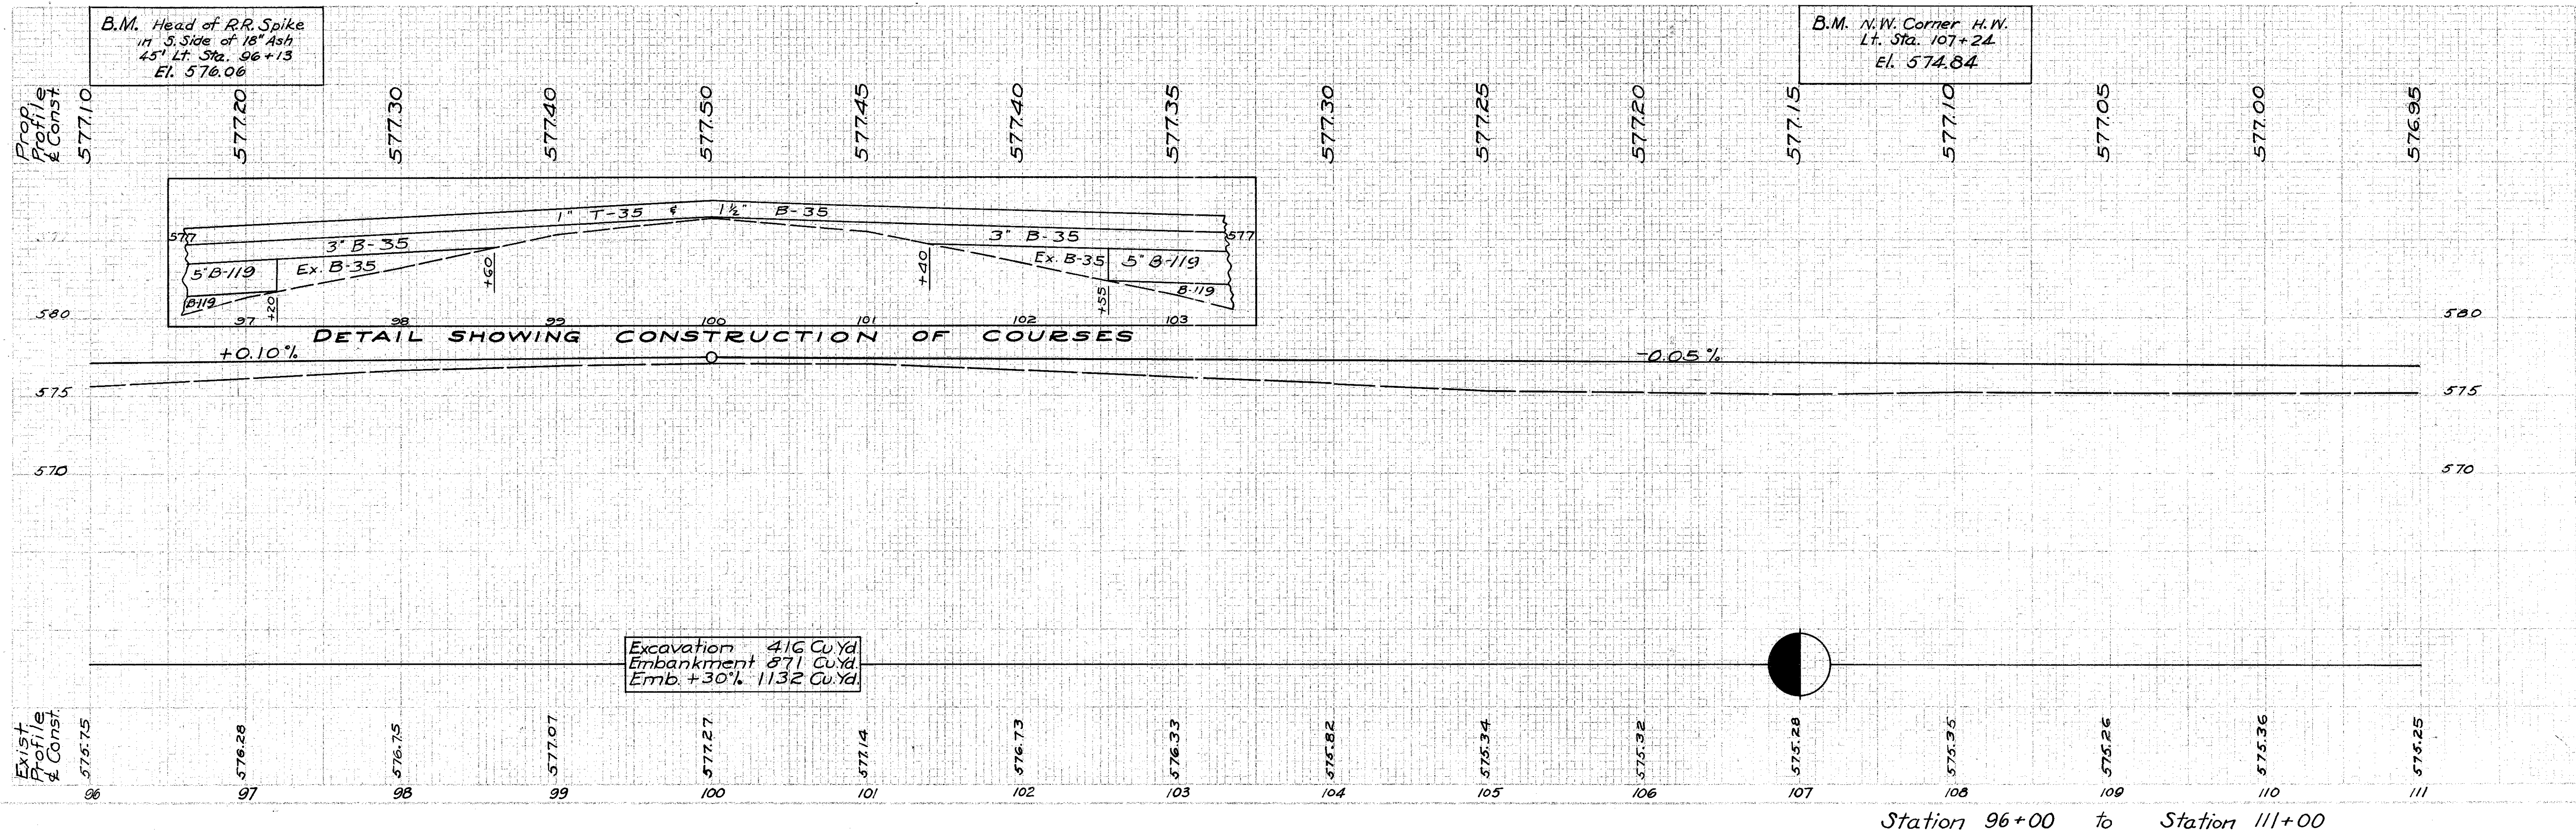 B.M. Head of R.R. Spike
in S. Side of 18" Ash
45' Lt. Sta. 96+13
El. 576.06
B.M. N.W. Corner H.W.
Lt. Sta. 107+24
El. 574.84
Prop.
Profile
℄ Const.
577.10 577.20 577.30 577.40 577.50 577.45 577.40 577.35 577.30 577.25 577.20 577.15 577.10 577.05 577.00 576.95
1" T-35 & 1½" B-35
577 3" B-35 3" B-35 577
5" B-119 Ex. B-35 +60 +40 Ex. B-35 5" B-119
B-119 +20 +55 B-119
97 98 99 100 101 102 103
580 580
DETAIL SHOWING CONSTRUCTION OF COURSES
+0.10% -0.05%
575 575
570 570
Excavation 416 Cu.Yd.
Embankment 871 Cu.Yd.
Emb. +30% 1132 Cu.Yd.
Exist
Profile
℄ Const.
575.75 576.28 576.75 577.07 577.27 577.14 576.73 576.33 575.82 575.34 575.32 575.28 575.35 575.26 575.36 575.25
96 97 98 99 100 101 102 103 104 105 106 107 108 109 110 111
Station 96+00 to Station 111+00